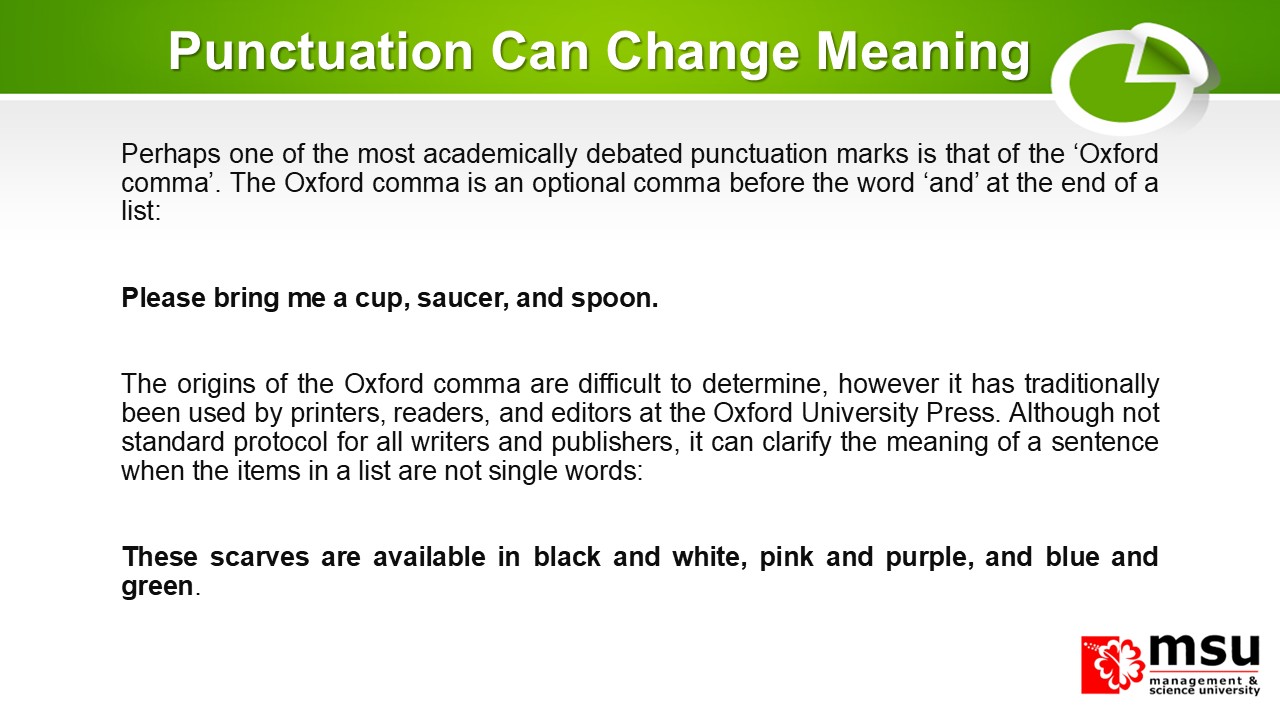 Punctuation Can Change Meaning
Perhaps one of the most academically debated punctuation marks is that of the ‘Oxford
comma’. The Oxford comma is an optional comma before the word ‘and’ at the end of a
list:
Please bring me a cup, saucer, and spoon.
The origins of the Oxford comma are difficult to determine, however it has traditionally
been used by printers, readers, and editors at the Oxford University Press. Although not
standard protocol for all writers and publishers, it can clarify the meaning of a sentence
when the items in a list are not single words:
These scarves are available in black and white, pink and purple, and blue and
green.
msu
management &
science university